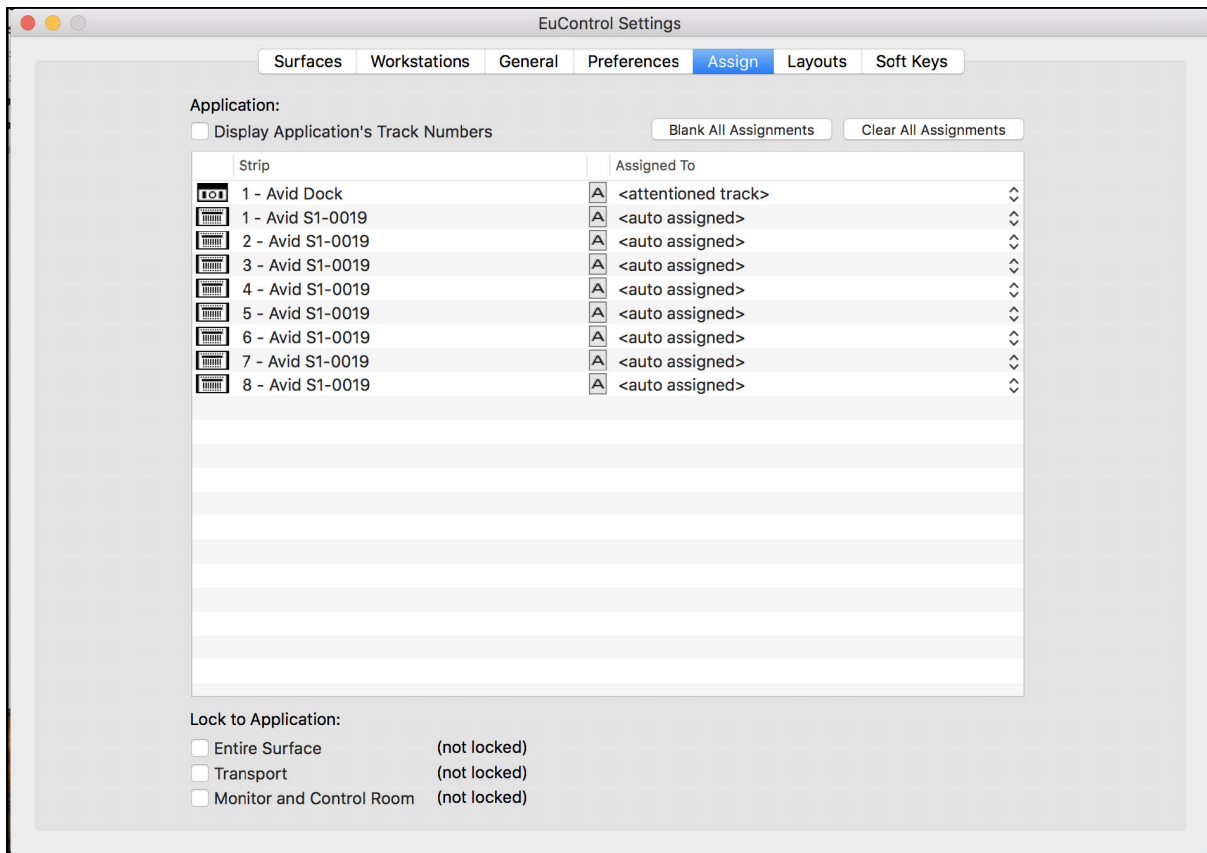 EuControl Settings
Surfaces Workstations General Preferences Assign Layouts Soft Keys
Application:
Display Application's Track Numbers Blank All Assignments Clear All Assignments
Strip Assigned To
1 - Avid Dock A <attentioned track>
1 - Avid S1-0019 A <auto assigned>
2 - Avid S1-0019 A <auto assigned>
3 - Avid S1-0019 A <auto assigned>
4 - Avid S1-0019 A <auto assigned>
5 - Avid S1-0019 A <auto assigned>
6 - Avid S1-0019 A <auto assigned>
7 - Avid S1-0019 A <auto assigned>
8 - Avid S1-0019 A <auto assigned>
Lock to Application:
Entire Surface (not locked)
Transport (not locked)
Monitor and Control Room (not locked)